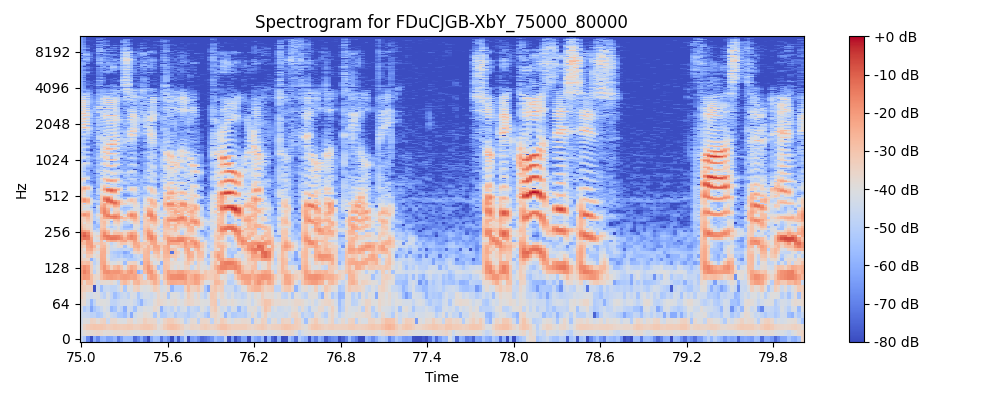 Spectrogram for FDuCJGB-XbY_75000_80000
8192
4096
2048
1024
512
256
128
64
0
Hz
75.0 75.6 76.2 76.8 77.4 78.0 78.6 79.2 79.8
Time
+0 dB
-10 dB
-20 dB
-30 dB
-40 dB
-50 dB
-60 dB
-70 dB
-80 dB